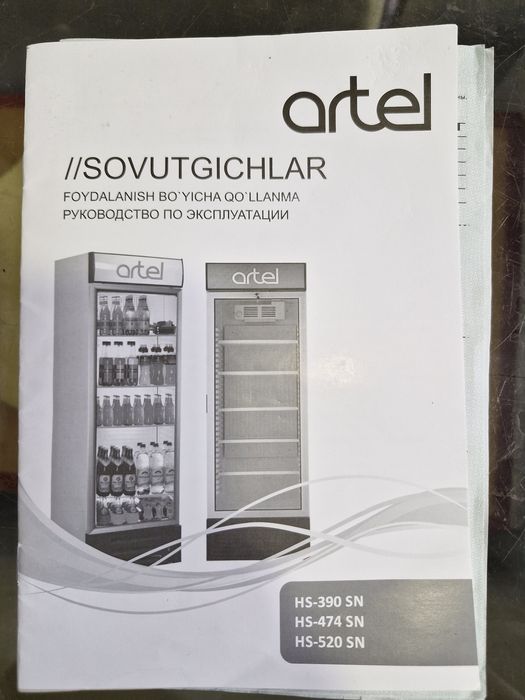 artel
//SOVUTGICHLAR
FOYDALANISH BO`YICHA QO`LLANMA
РУКОВОДСТВО ПО ЭКСПЛУАТАЦИИ
artel
artel
HS-390 SN
HS-474 SN
HS-520 SN